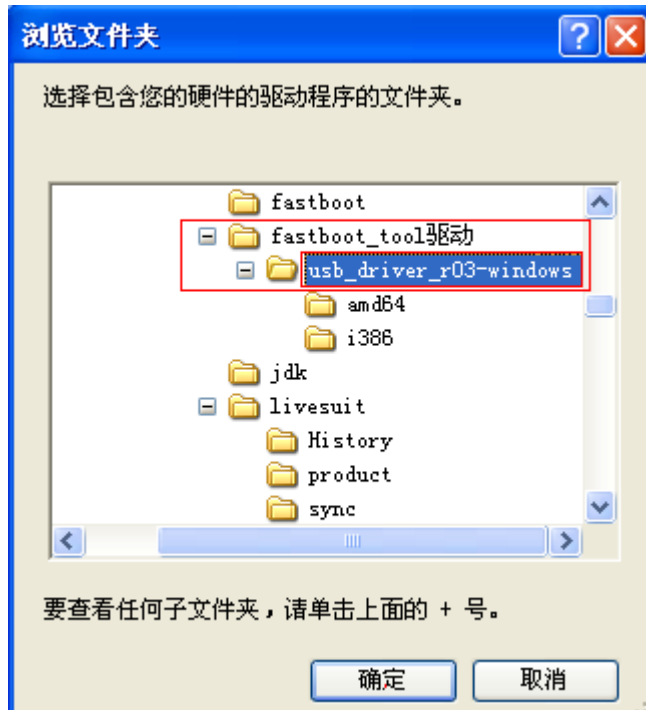 浏览文件夹
选择包含您的硬件的驱动程序的文件夹。
fastboot
fastboot_tool驱动
usb_driver_r03-windows
amd64
i386
jdk
livesuit
History
product
sync
要查看任何子文件夹，请单击上面的 + 号。
确定 取消